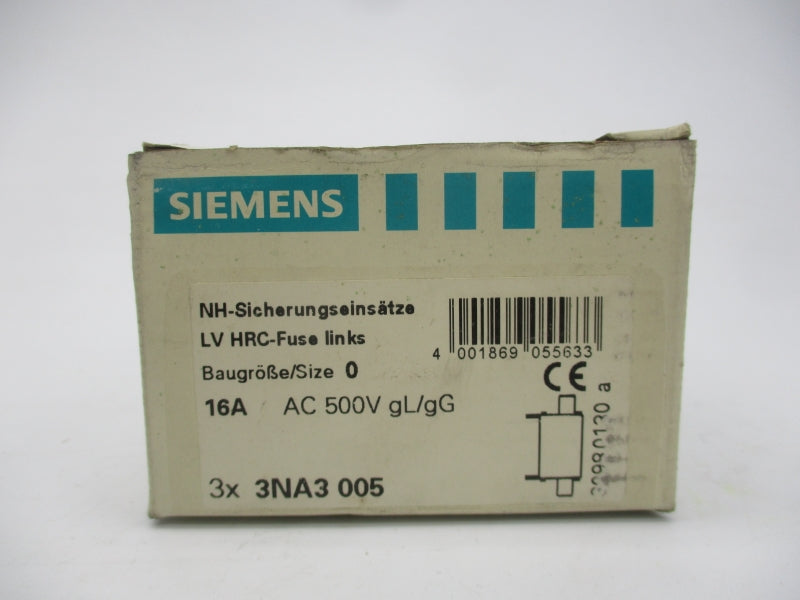 SIEMENS
NH-Sicherungseinsätze
LV HRC-Fuse links
4 001869 055633
Baugröße/Size 0
CE
16A AC 500V gL/gG
3x 3NA3 005
a